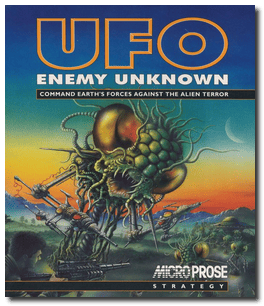 UFO
ENEMY UNKNOWN
COMMAND EARTH'S FORCES AGAINST THE ALIEN TERROR
MICROPROSE
STRATEGY